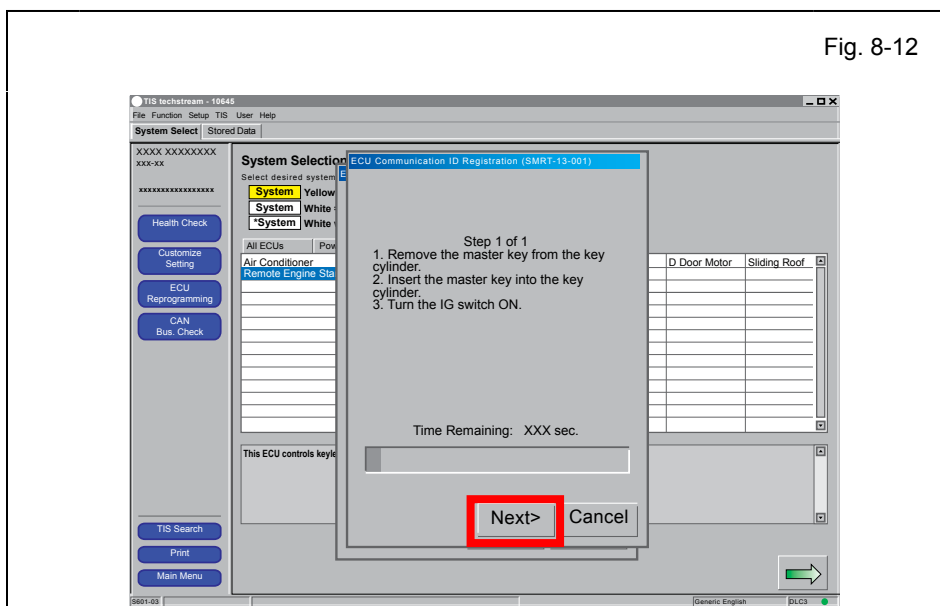 Fig. 8-12
TIS techstream - 10645
File Function Setup TIS User Help
System Select Stored Data
XXXX XXXXXXXX
xxx-xx
xxxxxxxxxxxxxxxxx
Health Check
Customize
Setting
ECU
Reprogramming
CAN
Bus. Check
TIS Search
Print
Main Menu
System Selection
Select desired system
System Yellow
System White
*System White
All ECUs Pow
Air Conditioner
Remote Engine Sta
D Door Motor Sliding Roof
This ECU controls keyle
E
ECU Communication ID Registration (SMRT-13-001)
Step 1 of 1
1. Remove the master key from the key
cylinder.
2. Insert the master key into the key
cylinder.
3. Turn the IG switch ON.
Time Remaining: XXX sec.
Next> Cancel
S601-03
Generic English
DLC3